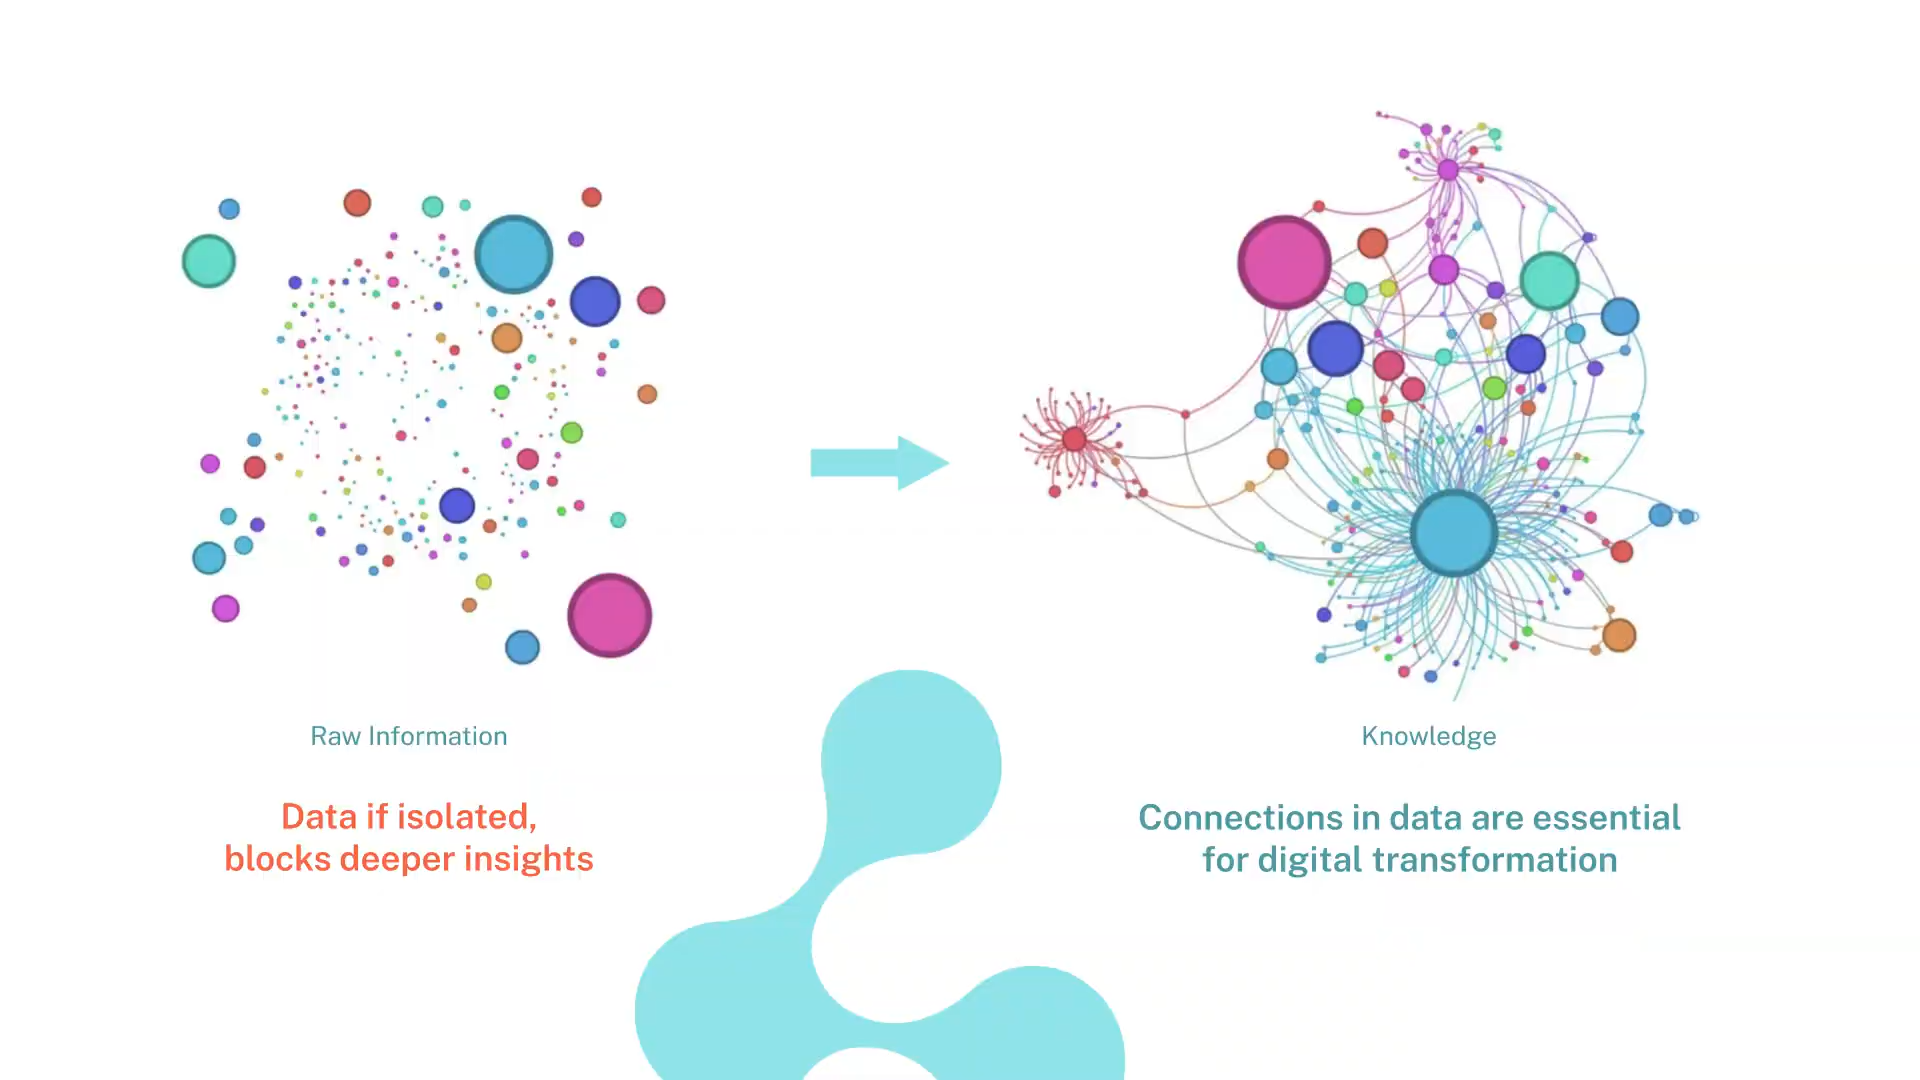 Raw Information
Data if isolated,
blocks deeper insights
Knowledge
Connections in data are essential
for digital transformation